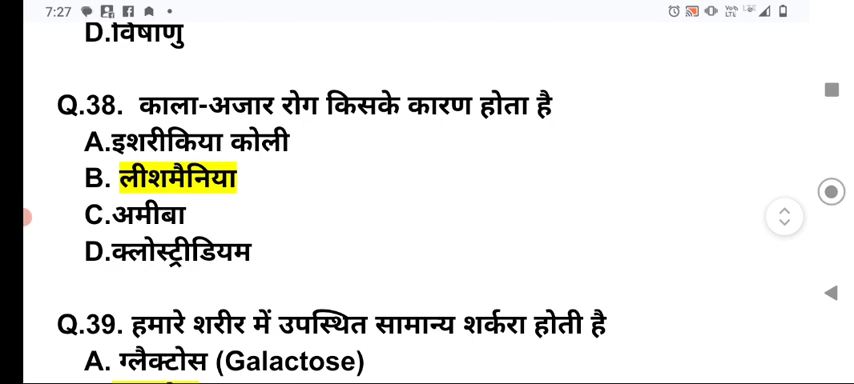 7:27
D.विषाणु
Q.38. काला-अजार रोग किसके कारण होता है
A.इशरीकिया कोली
B. लीशमैनिया
C.अमीबा
D.क्लोस्ट्रीडियम
Q.39. हमारे शरीर में उपस्थित सामान्य शर्करा होती है
A. ग्लैक्टोस (Galactose)